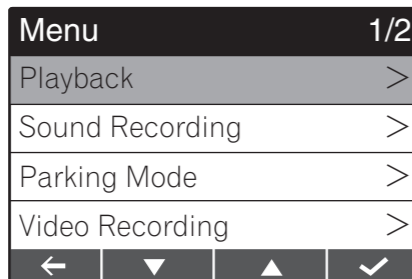 Menu 1/2
Playback >
Sound Recording >
Parking Mode >
Video Recording >